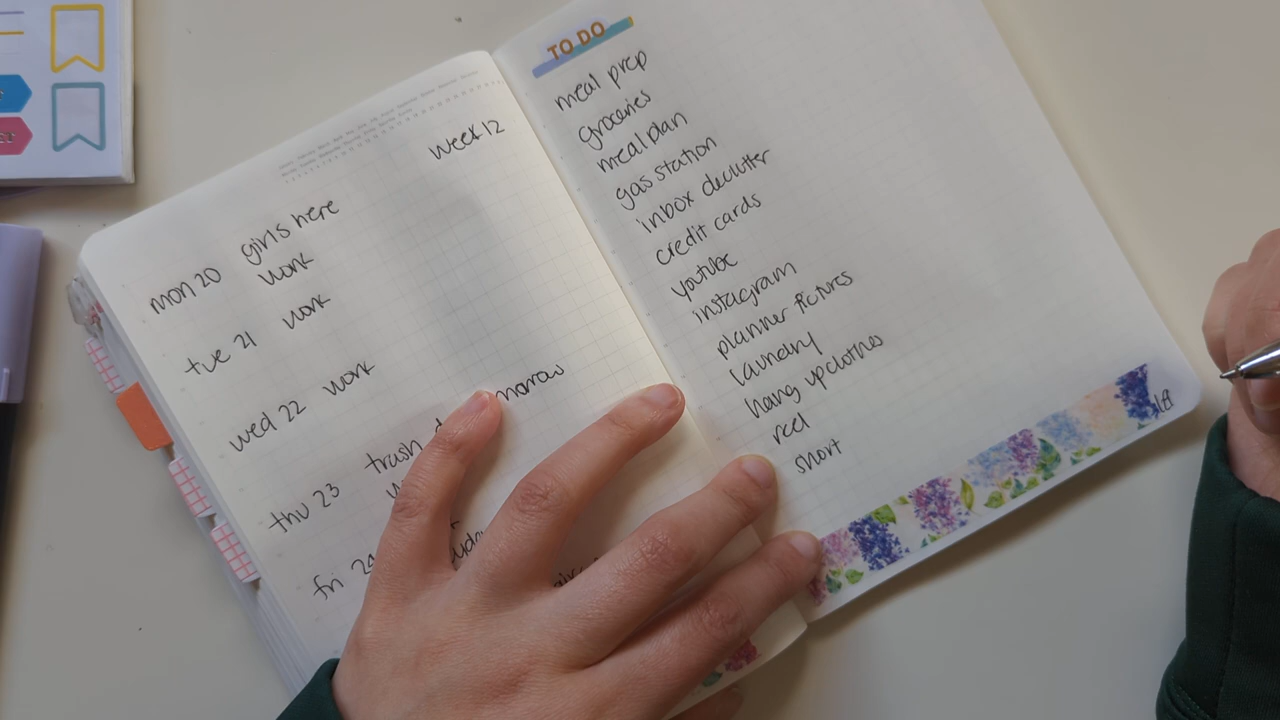 week 12
mon 20 girls here
work
tue 21 work
wed 22 work
thu 23 trash
fri
TO DO
meal prep
groceries
meal plan
gas station
inbox declutter
credit cards
youtube
instagram
planner pictures
laundry
hang up clothes
reel
short